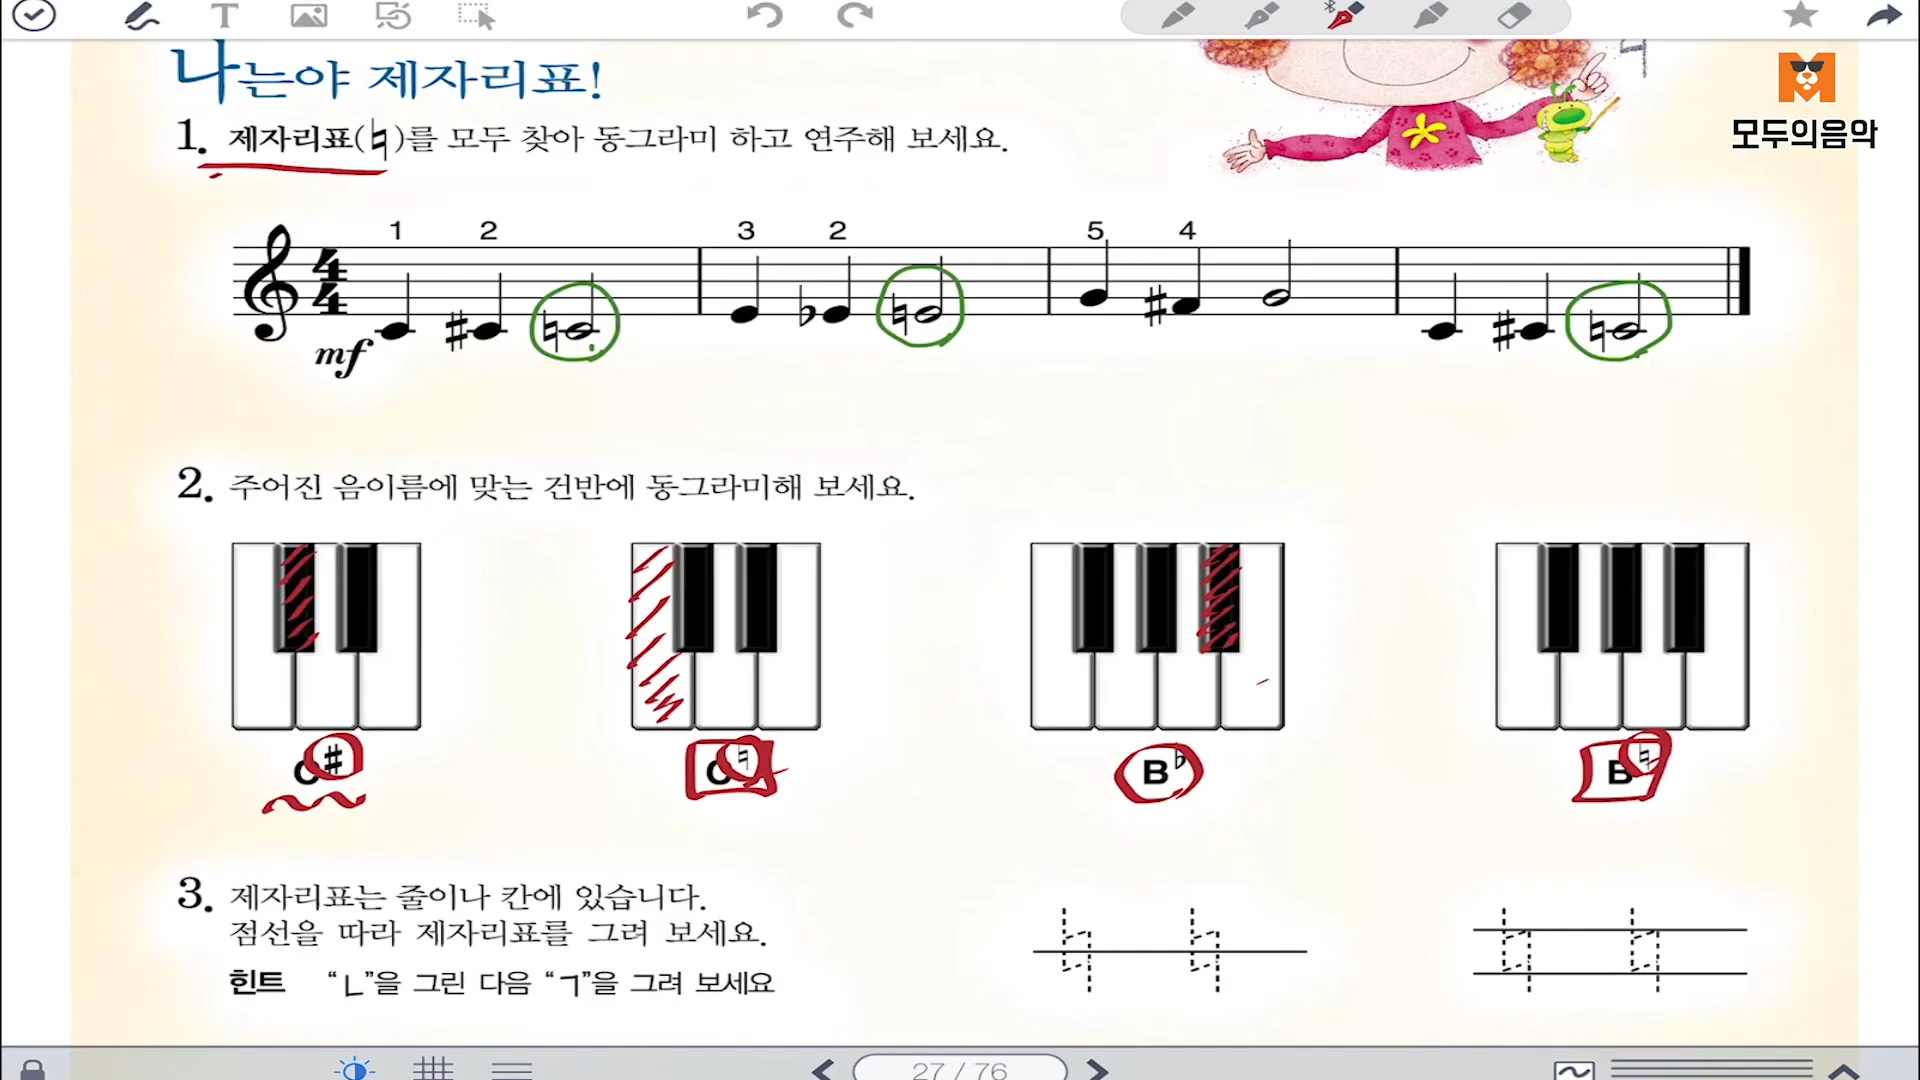 나는야 제자리표!
모두의음악
1. 제자리표(♮)를 모두 찾아 동그라미 하고 연주해 보세요.
1 2 3 2 5 4
4
4
mf
2. 주어진 음이름에 맞는 건반에 동그라미해 보세요.
C♯ C♮ B♭ B♮
3. 제자리표는 줄이나 칸에 있습니다.
점선을 따라 제자리표를 그려 보세요.
힌트 “ㄴ”을 그린 다음 “ㄱ”을 그려 보세요
27 / 76